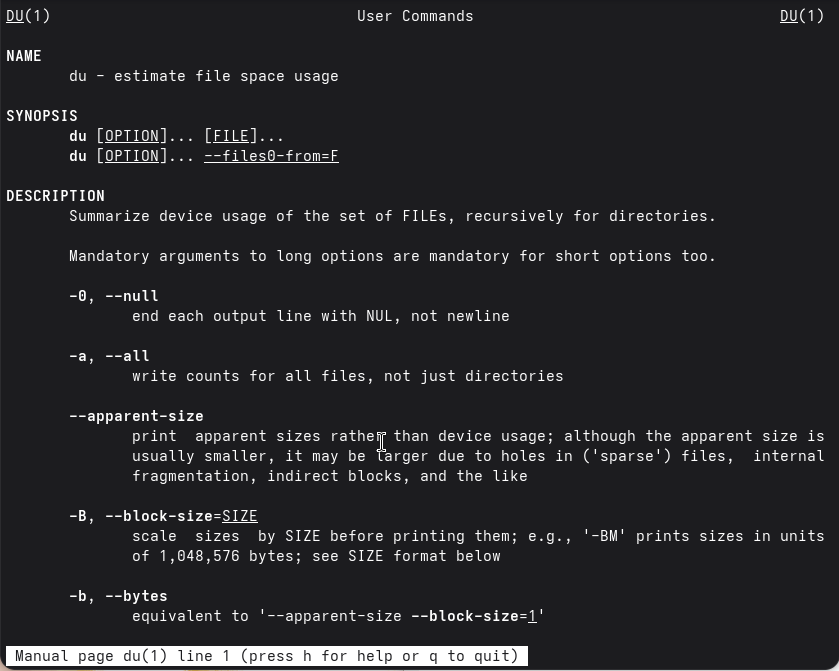 DU(1) User Commands DU(1)
NAME
du - estimate file space usage
SYNOPSIS
du [OPTION]... [FILE]...
du [OPTION]... --files0-from=F
DESCRIPTION
Summarize device usage of the set of FILEs, recursively for directories.
Mandatory arguments to long options are mandatory for short options too.
-0, --null
end each output line with NUL, not newline
-a, --all
write counts for all files, not just directories
--apparent-size
print  apparent sizes rather than device usage; although the apparent size is
usually smaller, it may be larger due to holes in ('sparse') files,  internal
fragmentation, indirect blocks, and the like
-B, --block-size=SIZE
scale  sizes  by SIZE before printing them; e.g., '-BM' prints sizes in units
of 1,048,576 bytes; see SIZE format below
-b, --bytes
equivalent to '--apparent-size --block-size=1'
Manual page du(1) line 1 (press h for help or q to quit)